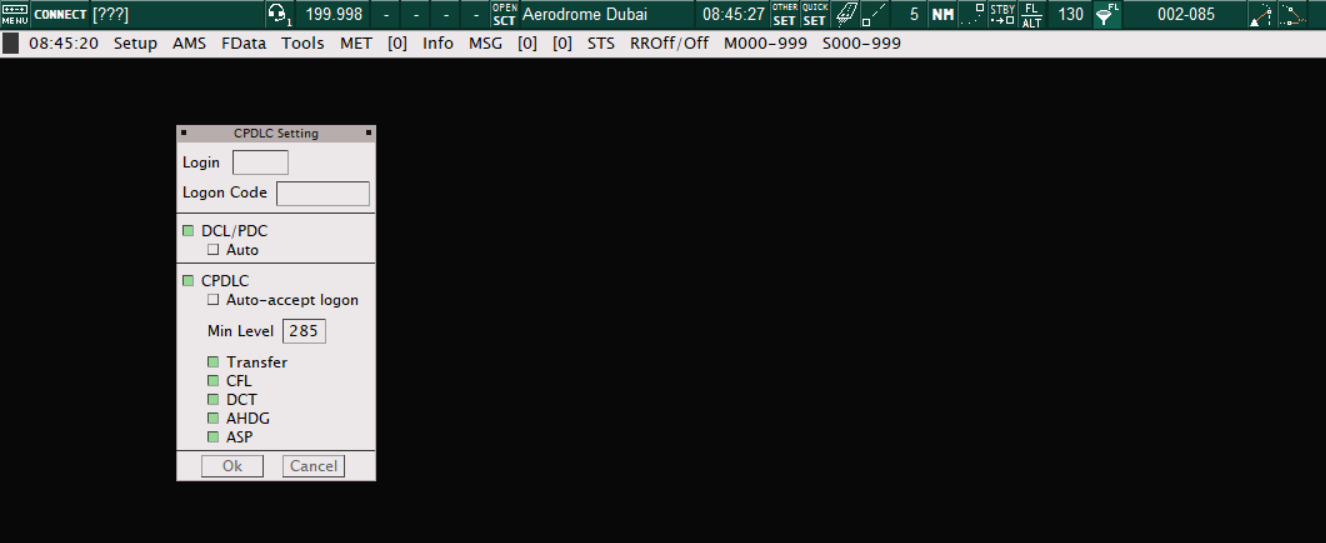 MENU CONNECT [???] 1 199.998 - - - - OPEN SCT Aerodrome Dubai 08:45:27 OTHER SET QUICK SET 5 NM STBY FL ALT 130 FL 002-085
08:45:20 Setup AMS FData Tools MET [0] Info MSG [0] [0] STS RROff/Off M000-999 S000-999
CPDLC Setting
Login
Logon Code
DCL/PDC
Auto
CPDLC
Auto-accept logon
Min Level 285
Transfer
CFL
DCT
AHDG
ASP
Ok Cancel